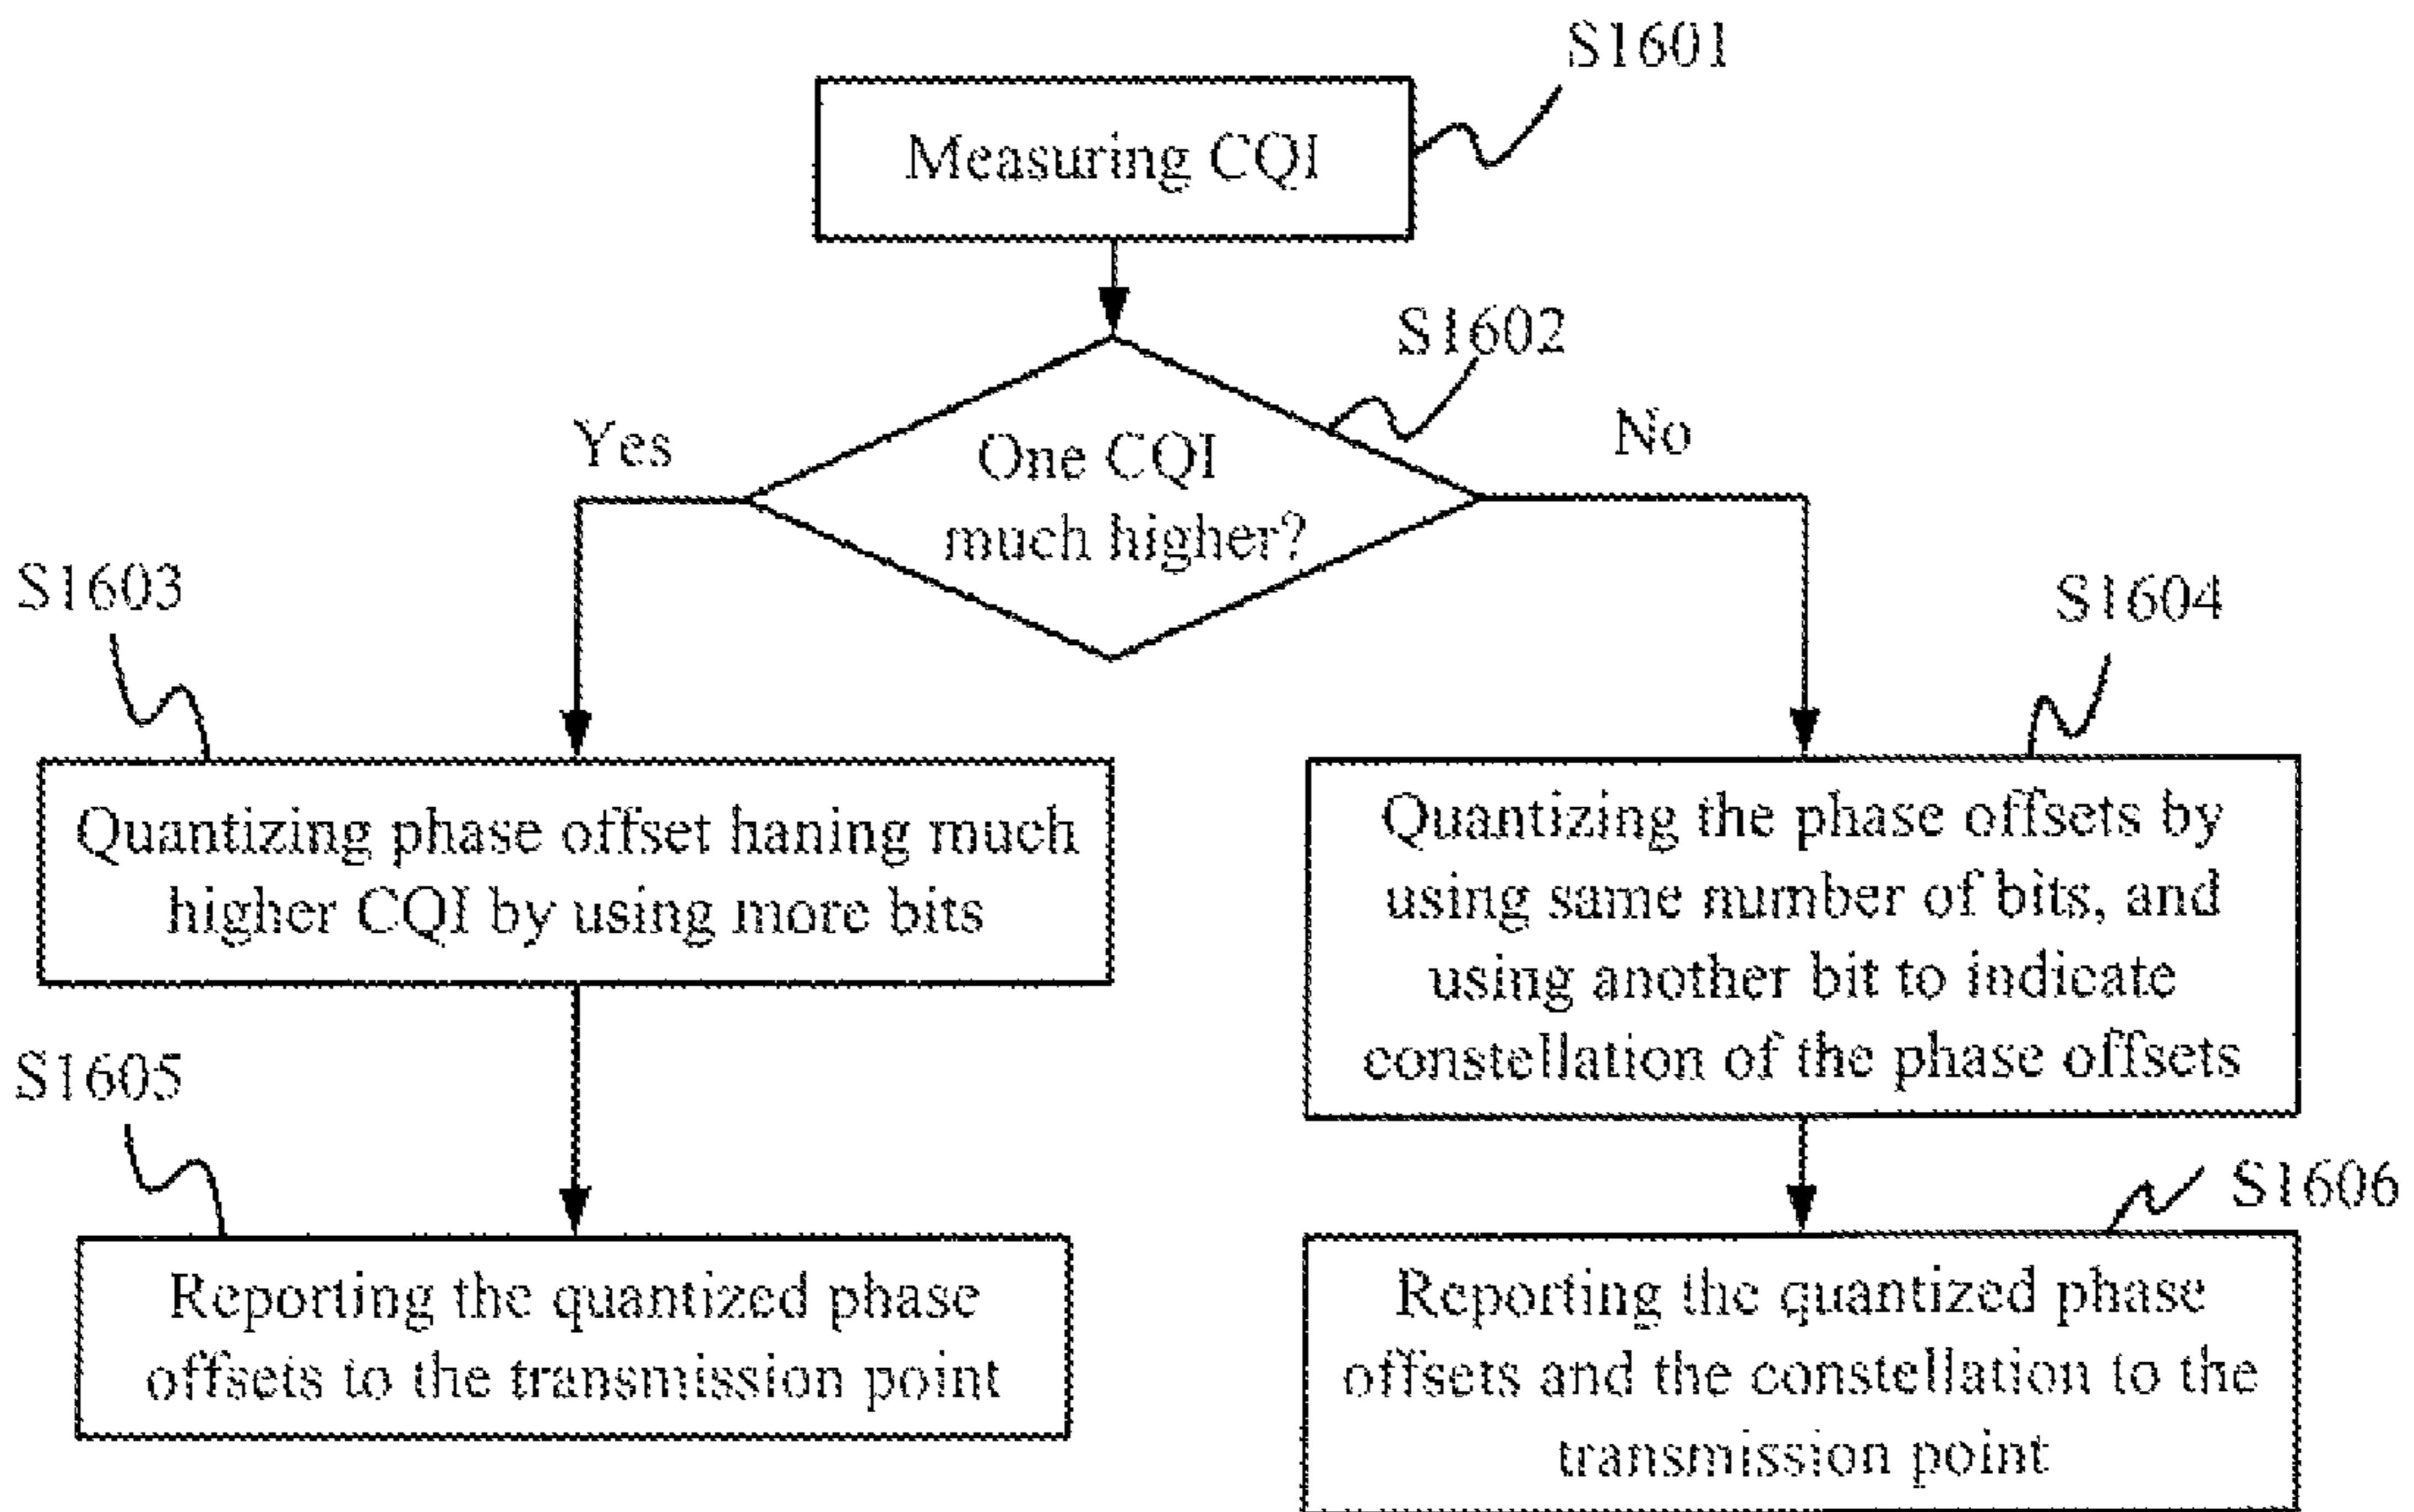 S1601
Measuring CQI
S1602
Yes
One CQI
No
much higher?
S1603
S1604
Quantizing phase offset haning much
higher CQI by using more bits
Quantizing the phase offsets by
using same number of bits, and
using another bit to indicate
constellation of the phase offsets
S1605
S1606
Reporting the quantized phase
offsets to the transmission point
Reporting the quantized phase
offsets and the constellation to the
transmission point